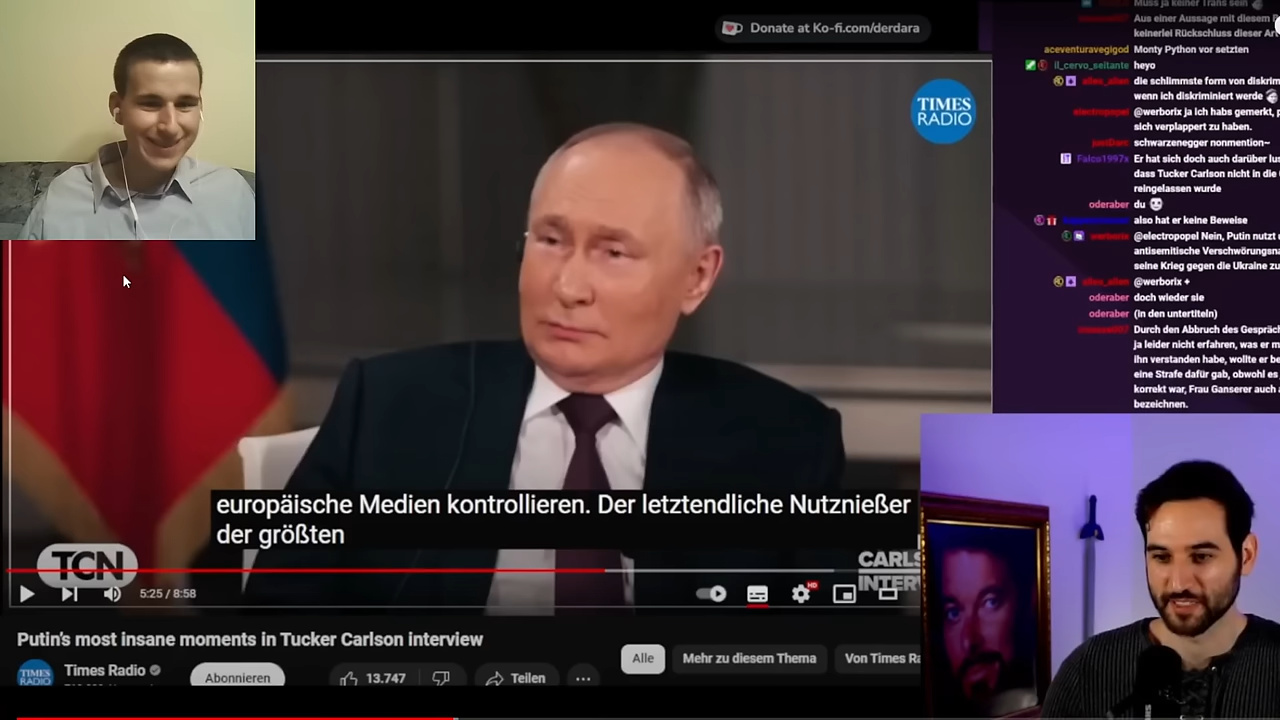 Donate at Ko-fi.com/derdara
TIMES
RADIO
europäische Medien kontrollieren. Der letztendliche Nutznießer
der größten
TCN
CARLS
INTERV
5:25 / 8:58
HD
Putin's most insane moments in Tucker Carlson interview
TIMES
RADIO
Times Radio
Abonnieren
13.747
Teilen
Alle
Mehr zu diesem Thema
Von Times Ra
Muss ja keiner Trans sein
Aus einer Aussage mit diesem
keinerlei Rückschluss dieser Art
aceventuravegigod Monty Python vor setzten
il_cervo_seitante heyo
die schlimmste form von diskrim
wenn ich diskriminiert werde
electropopel @werborix ja ich habs gemerkt, p
sich verplappert zu haben.
schwarzenegger nonmention~
Falco1997x Er hat sich doch auch darüber lus
dass Tucker Carlson nicht in die
reingelassen wurde
oderaber du
also hat er keine Beweise
werborix @electropopel Nein, Putin nutzt
antisemitische Verschwörungsna
seine Krieg gegen die Ukraine zu
@werborix +
oderaber doch wieder sie
oderaber (in den untertiteln)
Durch den Abbruch des Gespräch
ja leider nicht erfahren, was er m
ihn verstanden habe, wollte er be
eine Strafe dafür gab, obwohl es
korrekt war, Frau Ganserer auch a
bezeichnen.